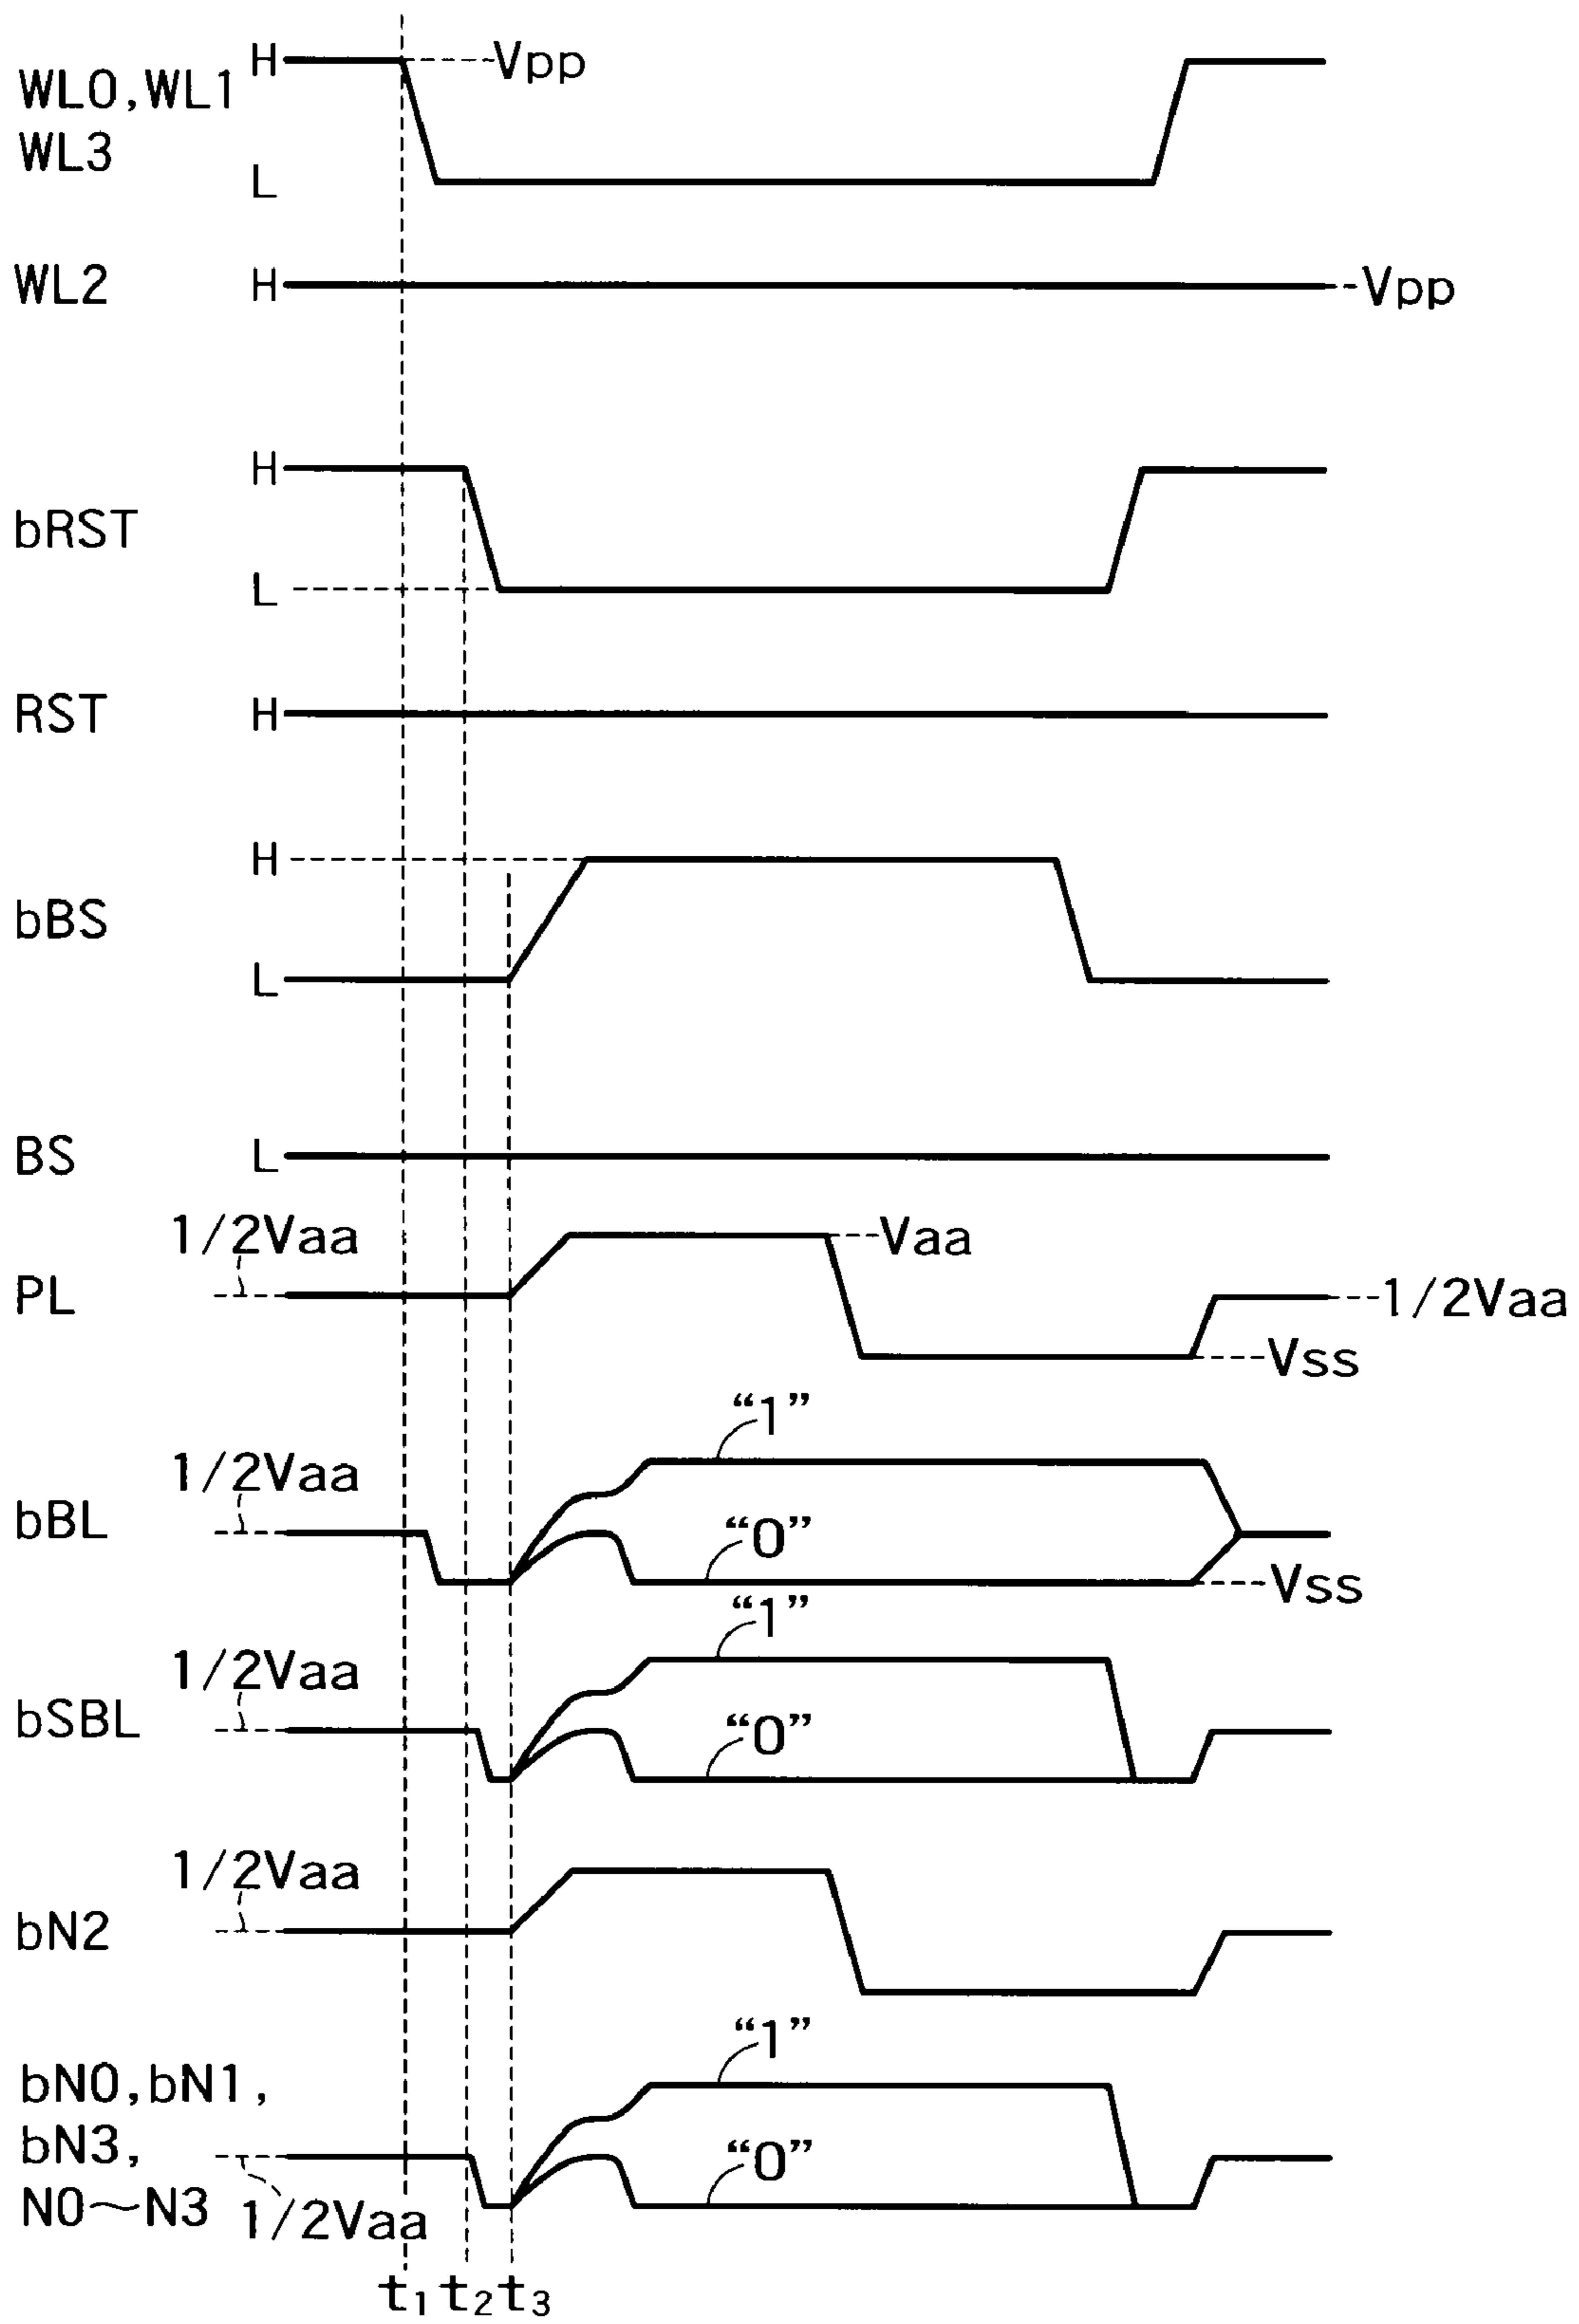 H Vpp
WL0, WL1
WL3
L
WL2 H Vpp
H
bRST
L
RST H
H
bBS
L
BS L
1/2Vaa Vaa
PL 1/2Vaa
Vss
“1”
1/2Vaa
bBL “0”
Vss
“1”
1/2Vaa
bSBL “0”
1/2Vaa
bN2
“1”
bN0, bN1,
bN3, “0”
N0~N3 1/2Vaa
t1 t2 t3